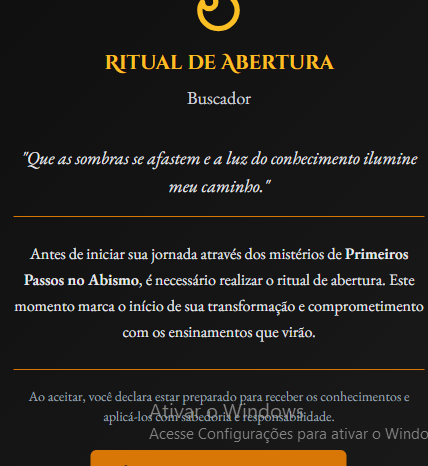 Ritual de Abertura
Buscador
"Que as sombras se afastem e a luz do conhecimento ilumine
meu caminho."
Antes de iniciar sua jornada através dos mistérios de Primeiros
Passos no Abismo, é necessário realizar o ritual de abertura. Este
momento marca o início de sua transformação e comprometimento
com os ensinamentos que virão.
Ao aceitar, você declara estar preparado para receber os conhecimentos e
aplicá-los com sabedoria e responsabilidade.
Ativar o Windows
Acesse Configurações para ativar o Windo